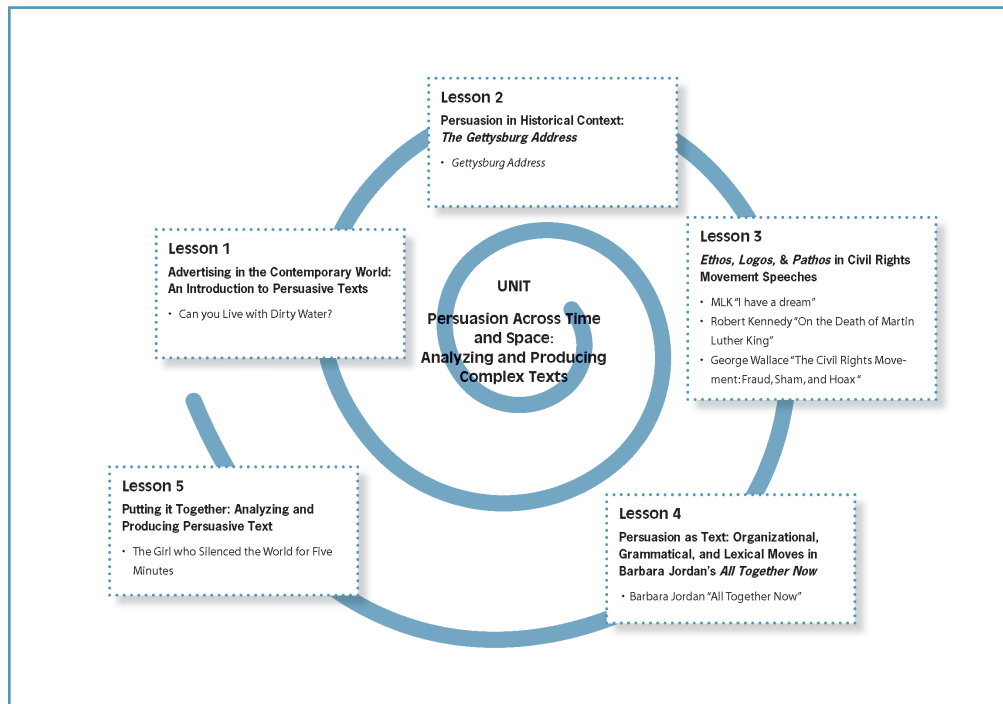 UNIT
Persuasion Across Time
and Space:
Analyzing and Producing
Complex Texts
Lesson 1
Advertising in the Contemporary World:
An Introduction to Persuasive Texts
• Can you Live with Dirty Water?
Lesson 2
Persuasion in Historical Context:
The Gettysburg Address
• Gettysburg Address
Lesson 3
Ethos, Logos, & Pathos in Civil Rights
Movement Speeches
• MLK “I have a dream”
• Robert Kennedy “On the Death of Martin
Luther King”
• George Wallace “The Civil Rights Move-
ment: Fraud, Sham, and Hoax “
Lesson 4
Persuasion as Text: Organizational,
Grammatical, and Lexical Moves in
Barbara Jordan’s All Together Now
• Barbara Jordan “All Together Now”
Lesson 5
Putting it Together: Analyzing and
Producing Persuasive Text
• The Girl who Silenced the World for Five
Minutes